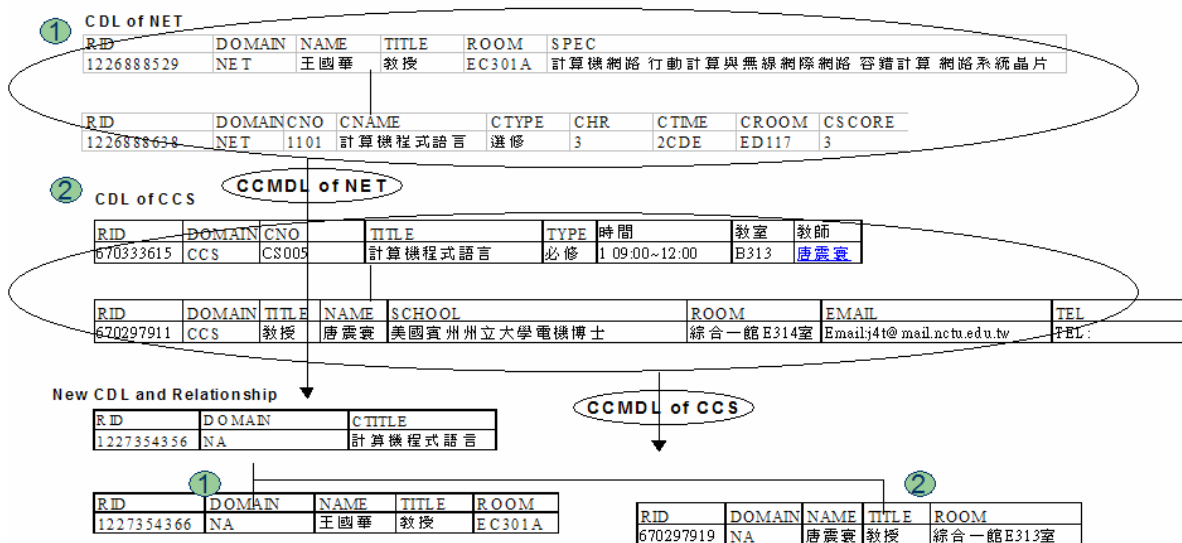 1 CDL of NET
RID DOMAIN NAME TITLE ROOM SPEC
1226888529 NET 王國華 教授 EC301A 計算機網路 行動計算與無線網際網路 容錯計算 網路系統晶片
RID DOMAIN CNO CNAME CTYPE CHR CTIME CROOM CSCORE
1226888638 NET 1101 計算機程式語言 選修 3 2CDE ED117 3
CCMDL of NET
2 CDL of CCS
RID DOMAIN CNO TITLE TYPE 時間 教室 教師
670333615 CCS CS005 計算機程式語言 必修 1 09:00~12:00 B313 唐震寰
RID DOMAIN TITLE NAME SCHOOL ROOM EMAIL TEL
670297911 CCS 教授 唐震寰 美國賓州州立大學電機博士 綜合一館E314室 Email:j4t@mail.nctu.edu.tw TEL:
New CDL and Relationship
CCMDL of CCS
RID DOMAIN CTITLE
1227354356 NA 計算機程式語言
1
2
RID DOMAIN NAME TITLE ROOM
1227354366 NA 王國華 教授 EC301A
RID DOMAIN NAME TITLE ROOM
670297919 NA 唐震寰 教授 綜合一館E313室